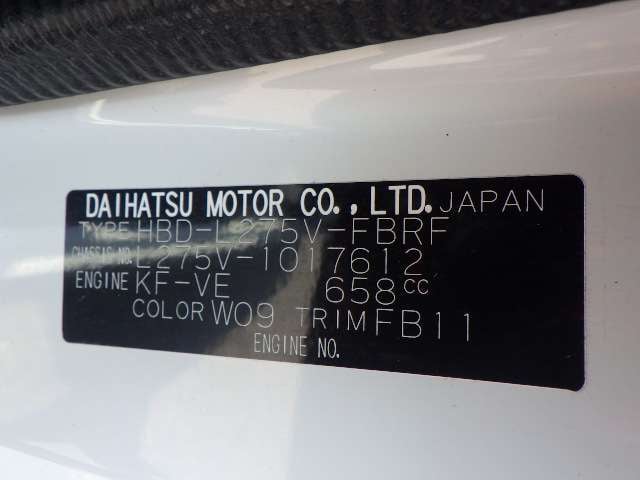 DAIHATSU MOTOR CO.,LTD. JAPAN
TYPE HBD-L275V-FBRF
CHASSIS NO. L275V-1017612
ENGINE KF-VE 658CC
COLOR W09 TRIM FB11
ENGINE NO.